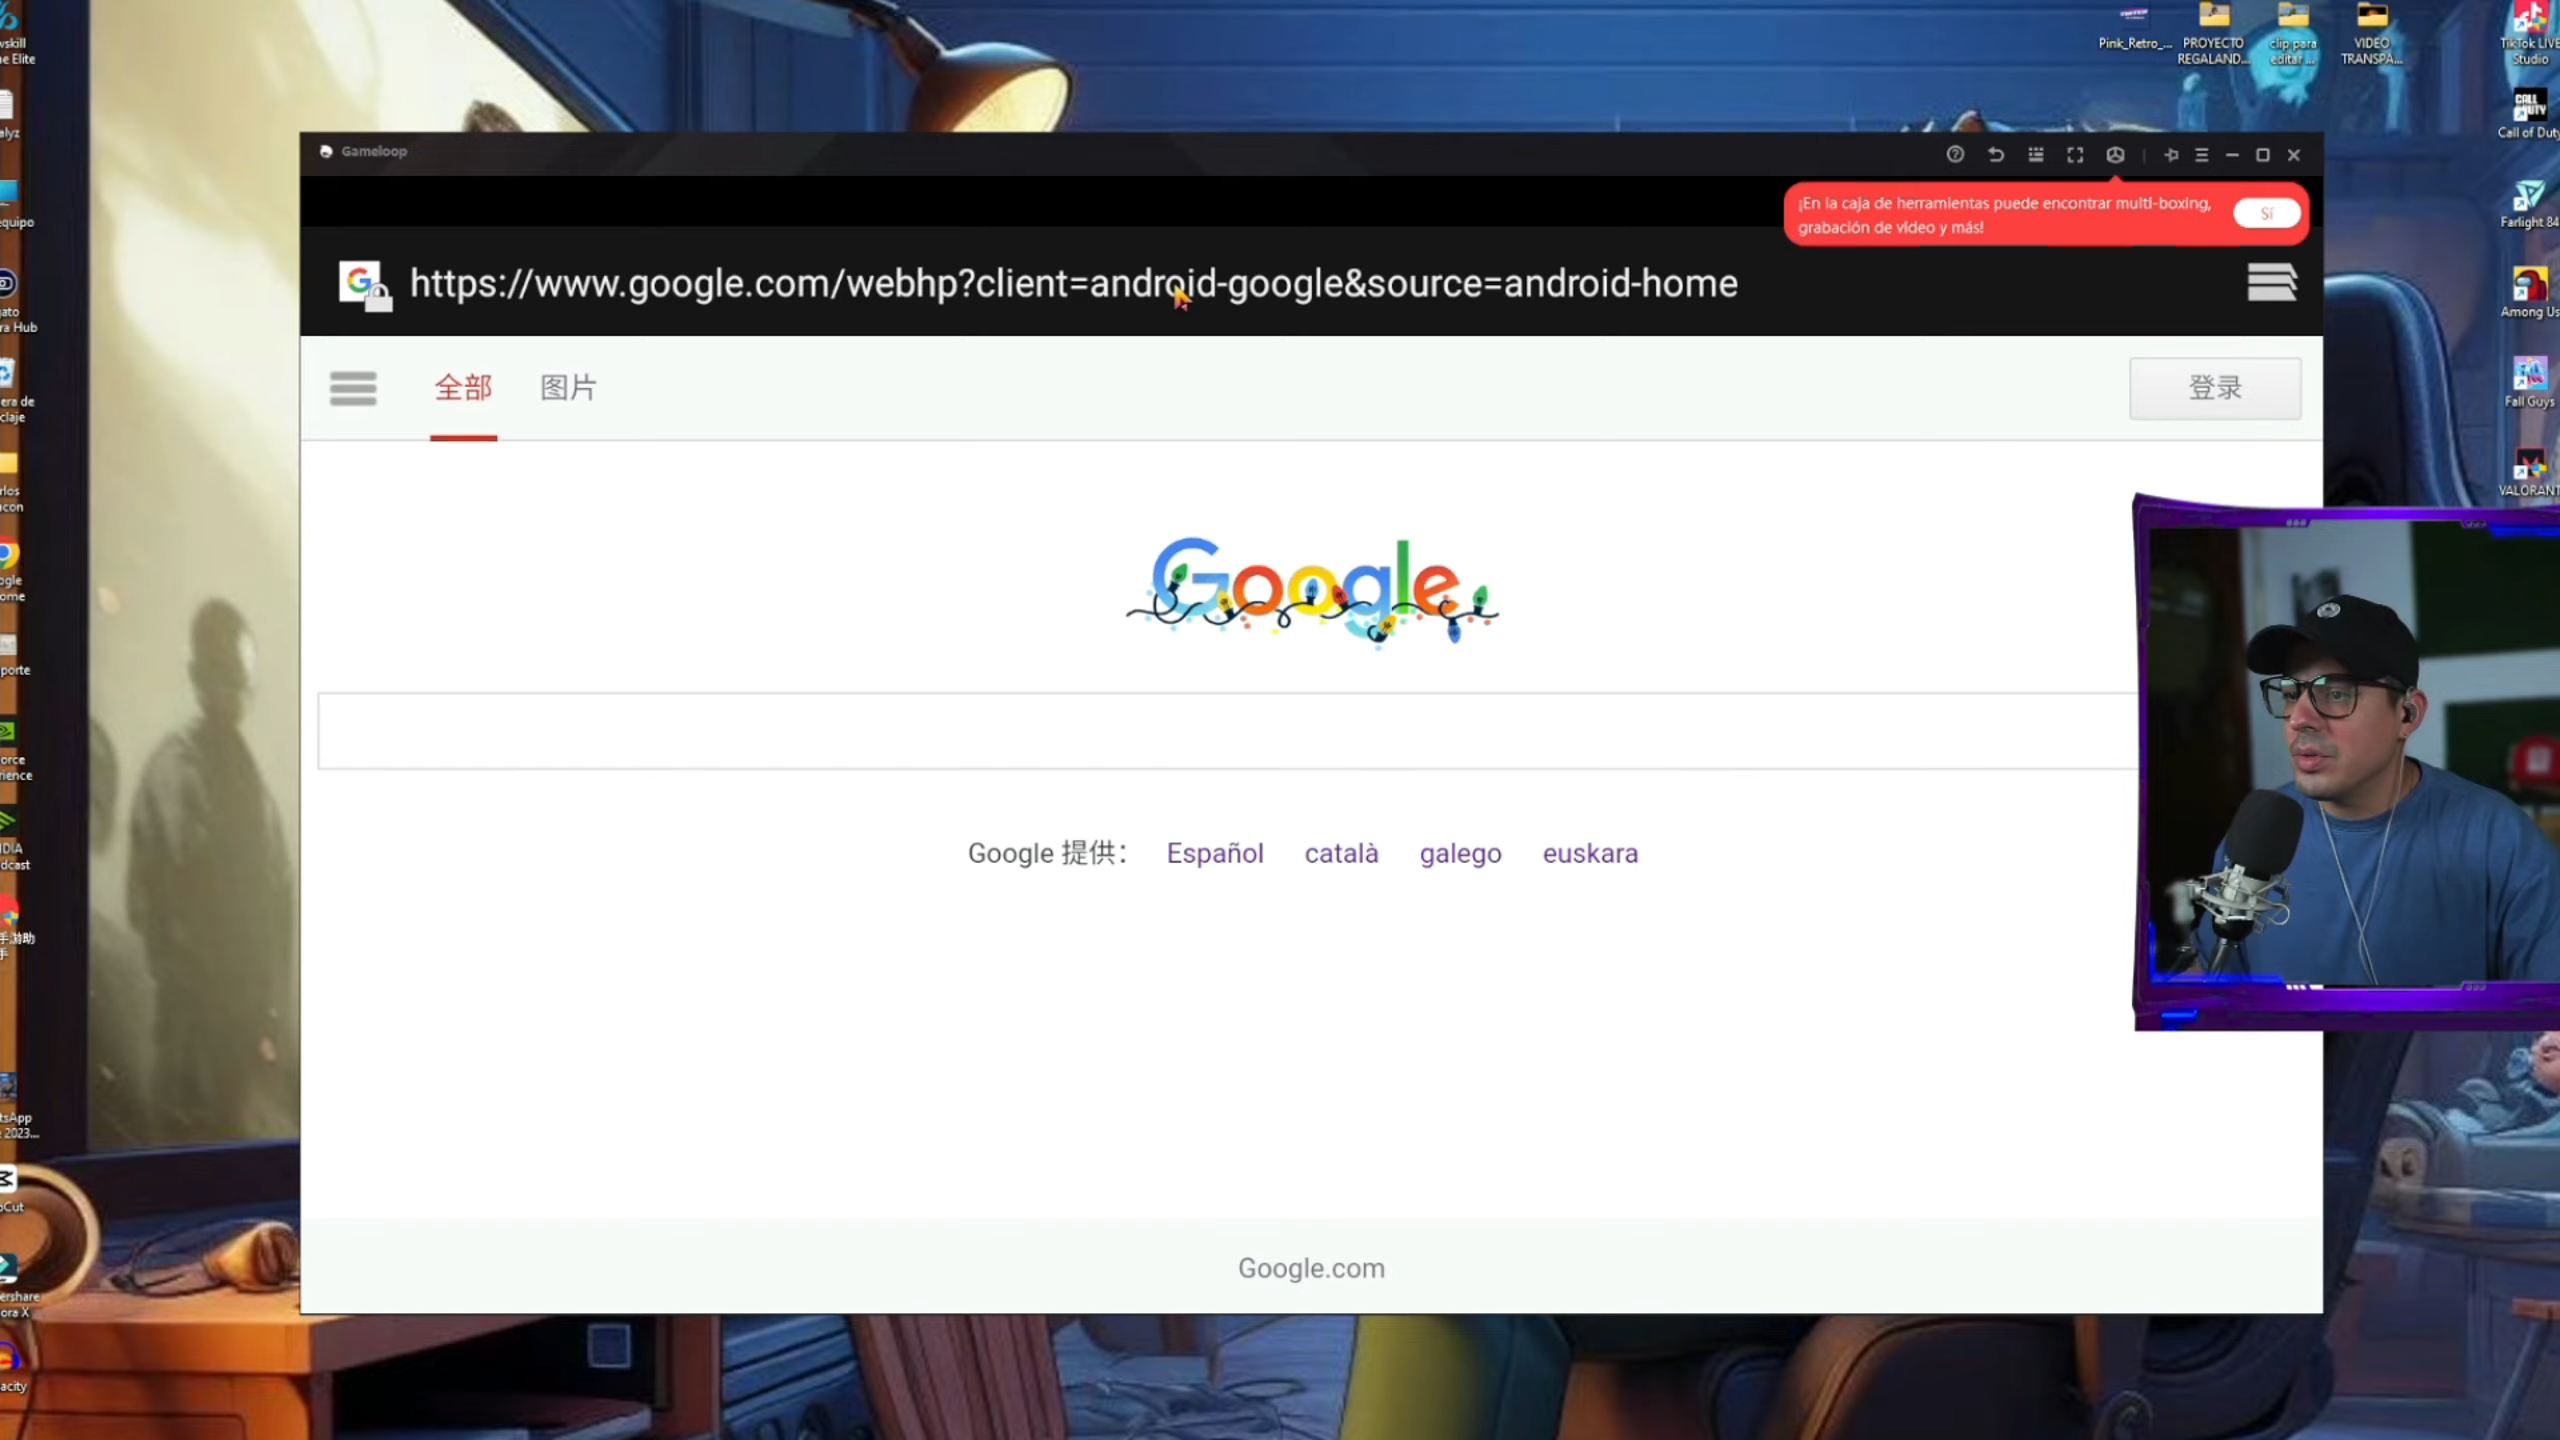 Gameloop
¡En la caja de herramientas puede encontrar multi-boxing,
grabación de vídeo y más!
Sí
https://www.google.com/webhp?client=android-google&source=android-home
全部
图片
登录
Google
Google 提供：
Español
català
galego
euskara
Google.com
Pink_Retro_...
PROYECTO
REGALAND...
clip para
editar ...
VIDEO
TRANSPA...
TikTok LIVE
Studio
CALL DUTY
Call of Duty
Farlight 84
Among Us
Fall Guys
VALORANT